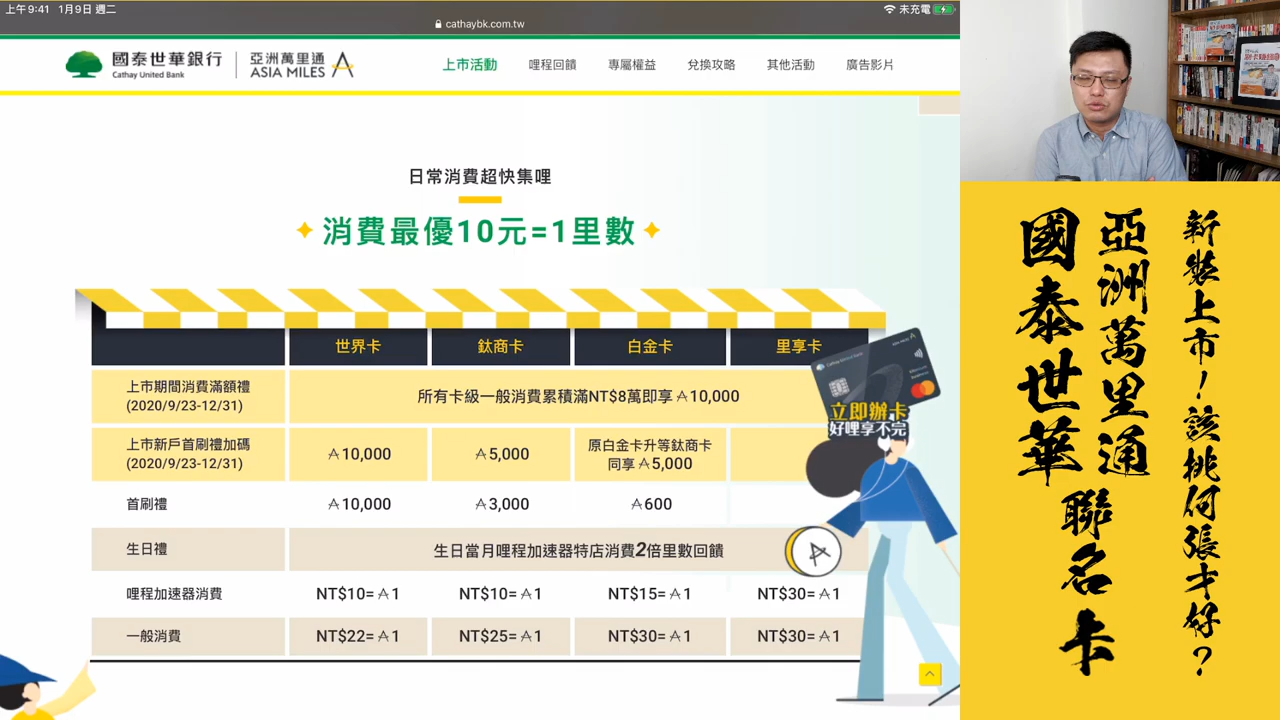 上午9:41 1月9日 週二
未充電
cathaybk.com.tw
國泰世華銀行
Cathay United Bank
亞洲萬里通
ASIA MILES
上市活動 哩程回饋 專屬權益 兌換攻略 其他活動 廣告影片
日常消費超快集哩
消費最優10元=1里數
世界卡 鈦商卡 白金卡 里享卡
上市期間消費滿額禮
(2020/9/23-12/31)
所有卡級一般消費累積滿NT$8萬即享 10,000
上市新戶首刷禮加碼
(2020/9/23-12/31)
10,000 5,000 原白金卡升等鈦商卡
同享 5,000
首刷禮 10,000 3,000 600
生日禮 生日當月哩程加速器特店消費2倍里數回饋
哩程加速器消費 NT$10= 1 NT$10= 1 NT$15= 1 NT$30= 1
一般消費 NT$22= 1 NT$25= 1 NT$30= 1 NT$30= 1
立即辦卡
好哩享不完
新裝上市！該挑何張才好？
亞洲萬里通
國泰世華
聯名卡